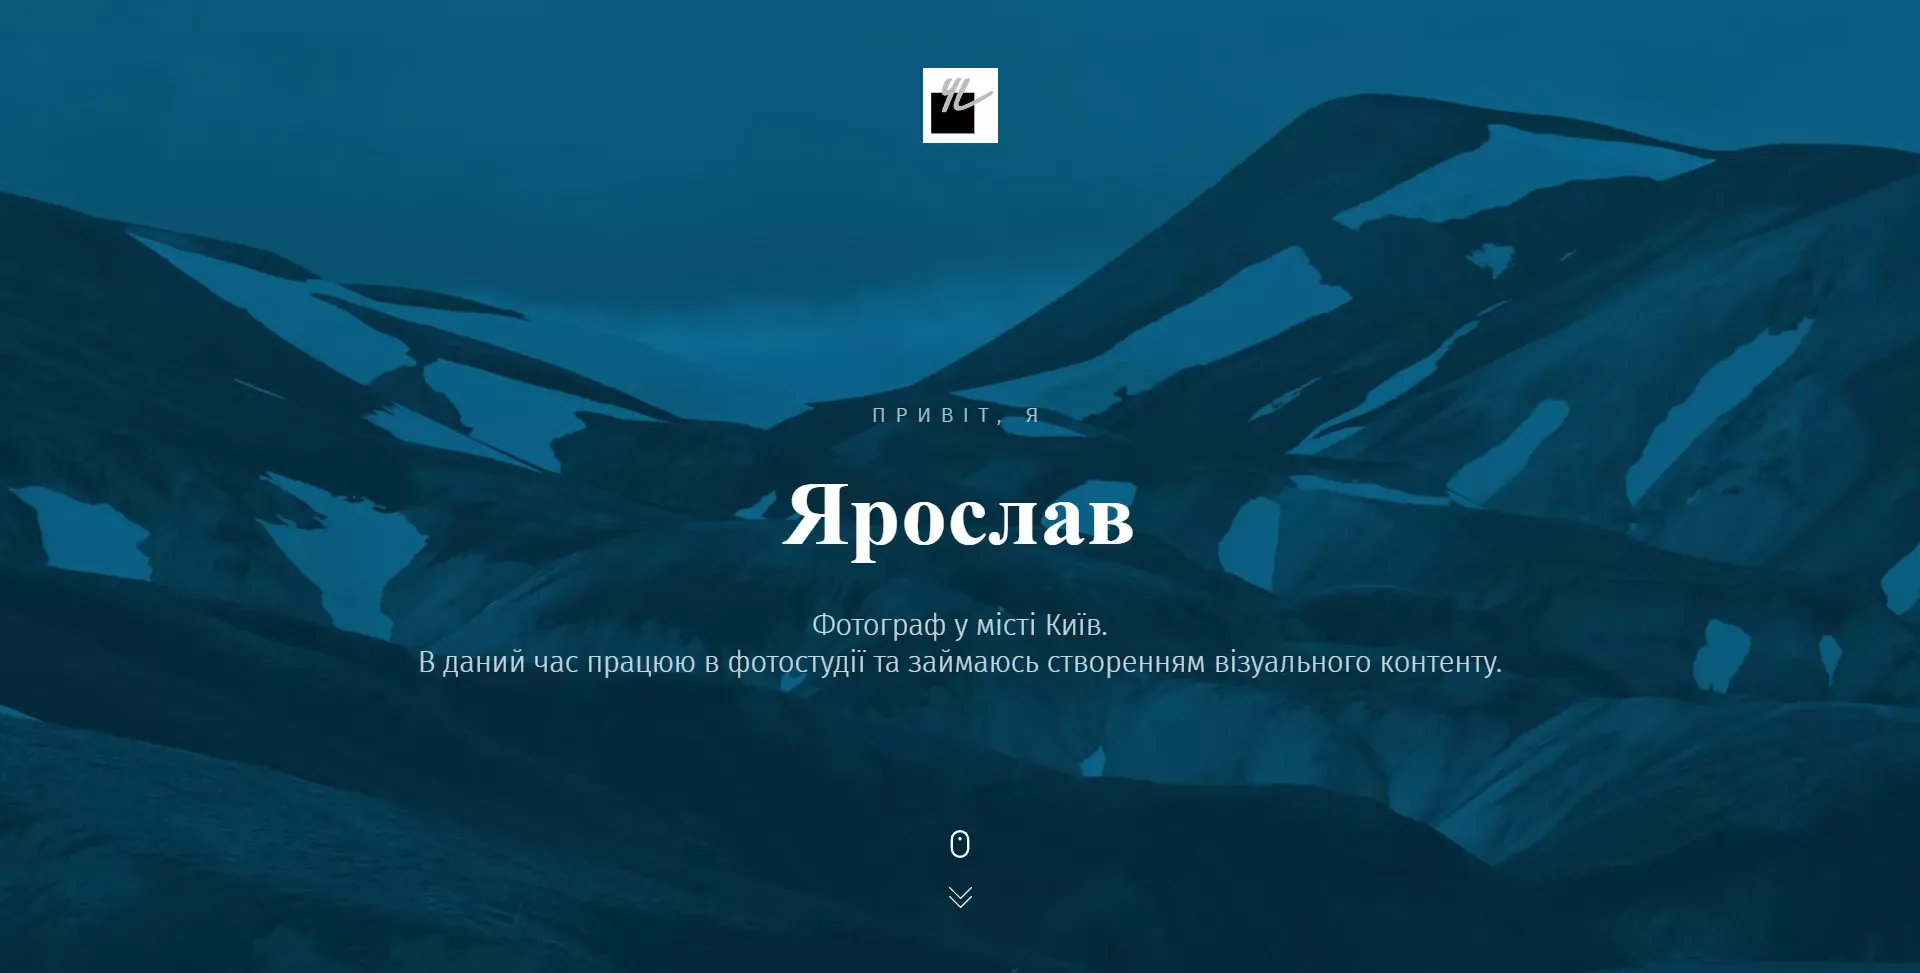 ПРИВІТ, Я
Ярослав
Фотограф у місті Київ.
В даний час працюю в фотостудії та займаюсь створенням візуального контенту.